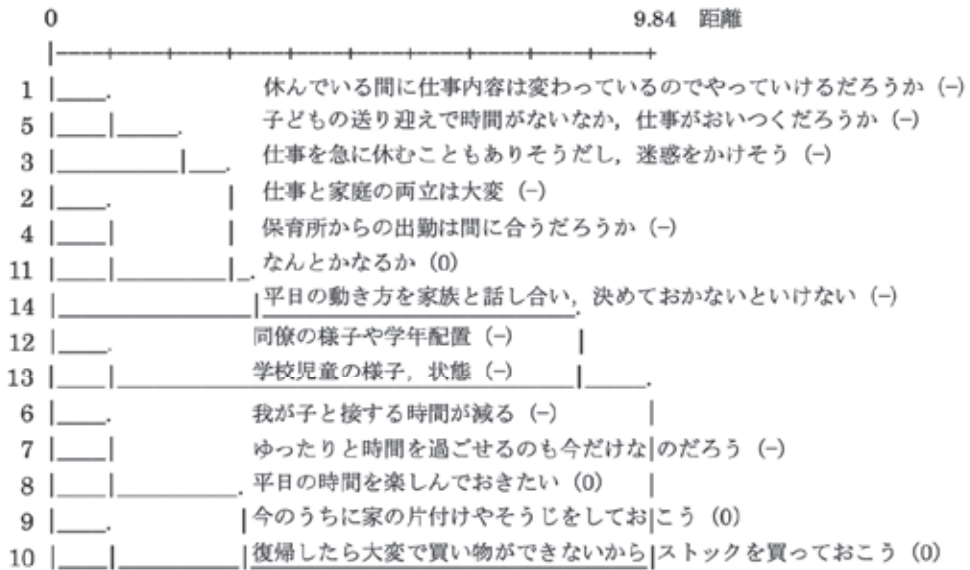 0 9.84 距離
1 休んでいる間に仕事内容は変わっているのでやっていけるだろうか (−)
5 子どもの送り迎えで時間がないなか，仕事がおいつくだろうか (−)
3 仕事を急に休むこともありそうだし，迷惑をかけそう (−)
2 仕事と家庭の両立は大変 (−)
4 保育所からの出勤は間に合うだろうか (−)
11 なんとかなるか (0)
14 平日の動き方を家族と話し合い，決めておかないといけない (−)
12 同僚の様子や学年配置 (−)
13 学校児童の様子，状態 (−)
6 我が子と接する時間が減る (−)
7 ゆったりと時間を過ごせるのも今だけなのだろう (−)
8 平日の時間を楽しんでおきたい (0)
9 今のうちに家の片付けやそうじをしておこう (0)
10 復帰したら大変で買い物ができないからストックを買っておこう (0)